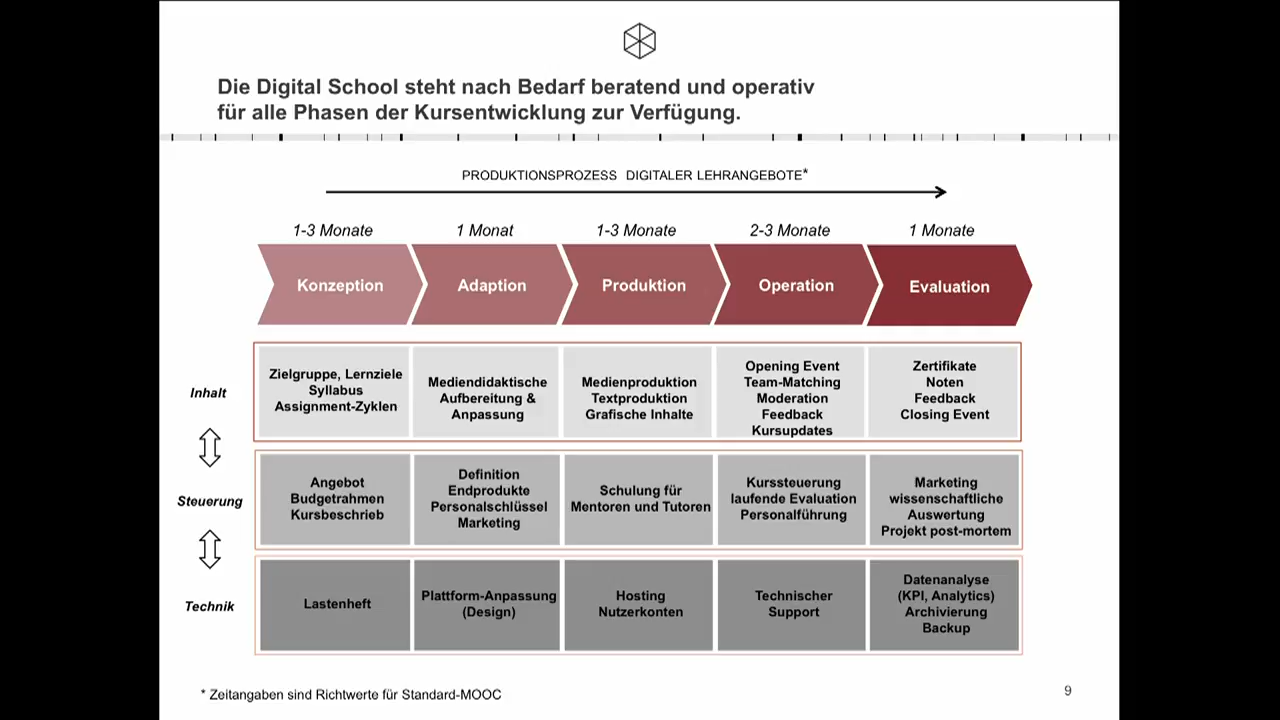 Die Digital School steht nach Bedarf beratend und operativ
für alle Phasen der Kursentwicklung zur Verfügung.
PRODUKTIONSPROZESS DIGITALER LEHRANGEBOTE*
1-3 Monate
1 Monat
1-3 Monate
2-3 Monate
1 Monate
Konzeption
Adaption
Produktion
Operation
Evaluation
Inhalt
Zielgruppe, Lernziele
Syllabus
Assignment-Zyklen
Mediendidaktische
Aufbereitung &
Anpassung
Medienproduktion
Textproduktion
Grafische Inhalte
Opening Event
Team-Matching
Moderation
Feedback
Kursupdates
Zertifikate
Noten
Feedback
Closing Event
Steuerung
Angebot
Budgetrahmen
Kursbeschrieb
Definition
Endprodukte
Personalschlüssel
Marketing
Schulung für
Mentoren und Tutoren
Kurssteuerung
laufende Evaluation
Personalführung
Marketing
wissenschaftliche
Auswertung
Projekt post-mortem
Technik
Lastenheft
Plattform-Anpassung
(Design)
Hosting
Nutzerkonten
Technischer
Support
Datenanalyse
(KPI, Analytics)
Archivierung
Backup
* Zeitangaben sind Richtwerte für Standard-MOOC
9